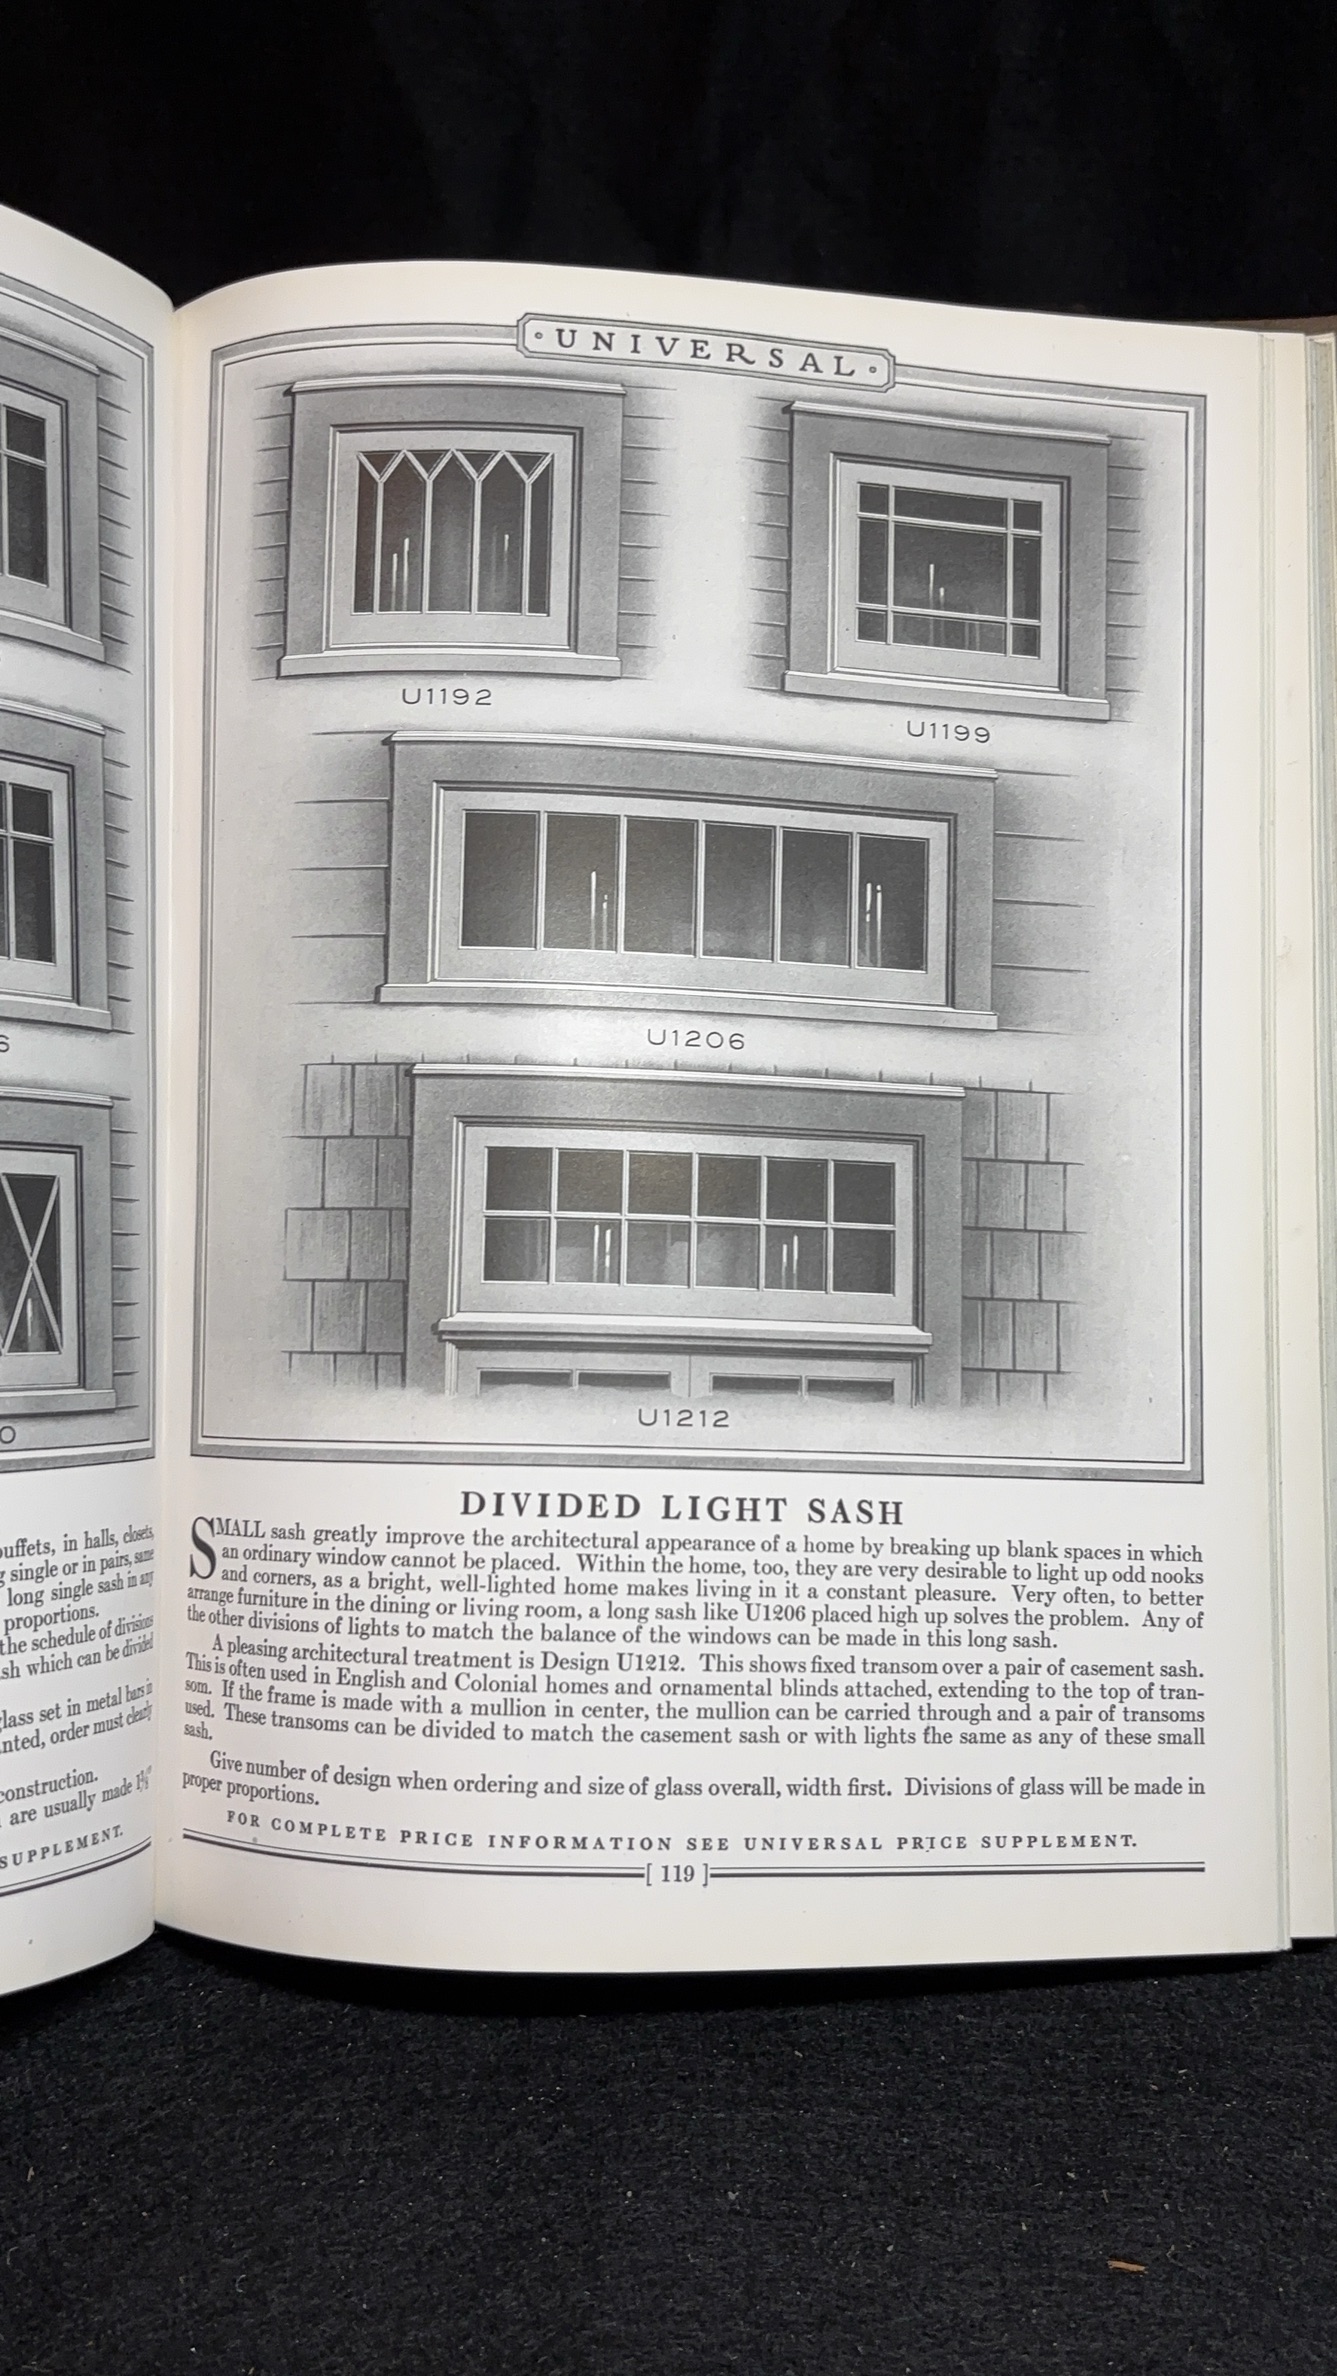 6
0
uffets, in halls, closets,
single or in pairs, same
long single sash in any
proportions.
the schedule of divisions
sh which can be divided
lass set in metal bars in
nted, order must clearly
onstruction.
are usually made 1⅜"
SUPPLEMENT.
UNIVERSAL
U1192
U1199
U1206
U1212
DIVIDED LIGHT SASH
SMALL sash greatly improve the architectural appearance of a home by breaking up blank spaces in which
an ordinary window cannot be placed. Within the home, too, they are very desirable to light up odd nooks
and corners, as a bright, well-lighted home makes living in it a constant pleasure. Very often, to better
arrange furniture in the dining or living room, a long sash like U1206 placed high up solves the problem. Any of
the other divisions of lights to match the balance of the windows can be made in this long sash.
A pleasing architectural treatment is Design U1212. This shows fixed transom over a pair of casement sash.
This is often used in English and Colonial homes and ornamental blinds attached, extending to the top of tran-
som. If the frame is made with a mullion in center, the mullion can be carried through and a pair of transoms
used. These transoms can be divided to match the casement sash or with lights the same as any of these small
sash.
Give number of design when ordering and size of glass overall, width first. Divisions of glass will be made in
proper proportions.
FOR COMPLETE PRICE INFORMATION SEE UNIVERSAL PRICE SUPPLEMENT.
[ 119 ]